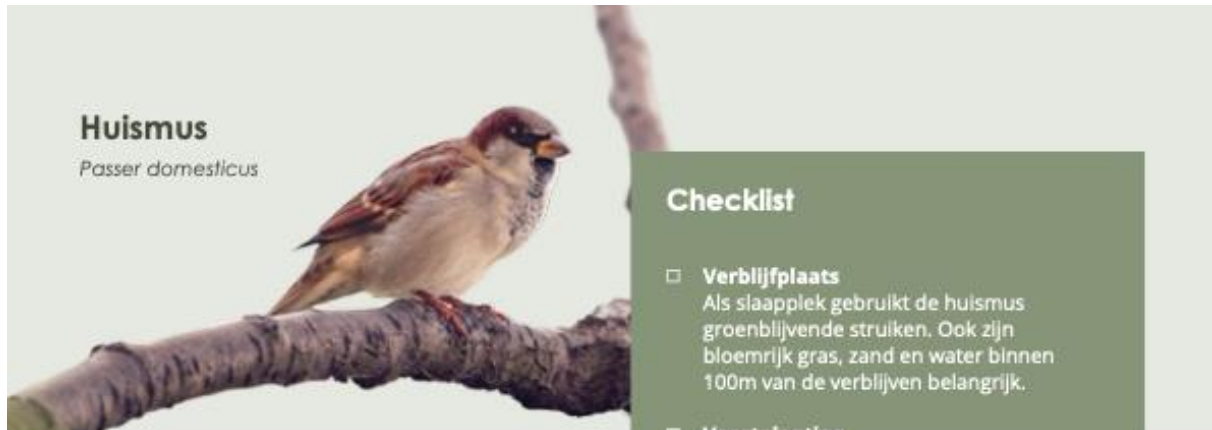 Huismus
Passer domesticus
Checklist
Verblijfplaats
Als slaapplek gebruikt de huismus
groenblijvende struiken. Ook zijn
bloemrijk gras, zand en water binnen
100m van de verblijven belangrijk.